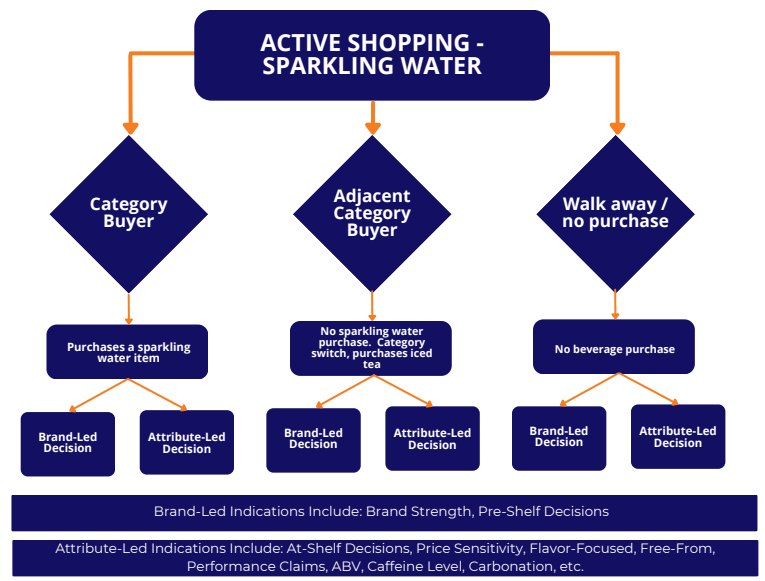 ACTIVE SHOPPING -
SPARKLING WATER
Category
Buyer
Adjacent
Category
Buyer
Walk away /
no purchase
Purchases a sparkling
water item
No sparkling water
purchase.  Category
switch, purchases iced
tea
No beverage purchase
Brand-Led
Decision
Attribute-Led
Decision
Brand-Led
Decision
Attribute-Led
Decision
Brand-Led
Decision
Attribute-Led
Decision
Brand-Led Indications Include: Brand Strength, Pre-Shelf Decisions
Attribute-Led Indications Include: At-Shelf Decisions, Price Sensitivity, Flavor-Focused, Free-From,
Performance Claims, ABV, Caffeine Level, Carbonation, etc.